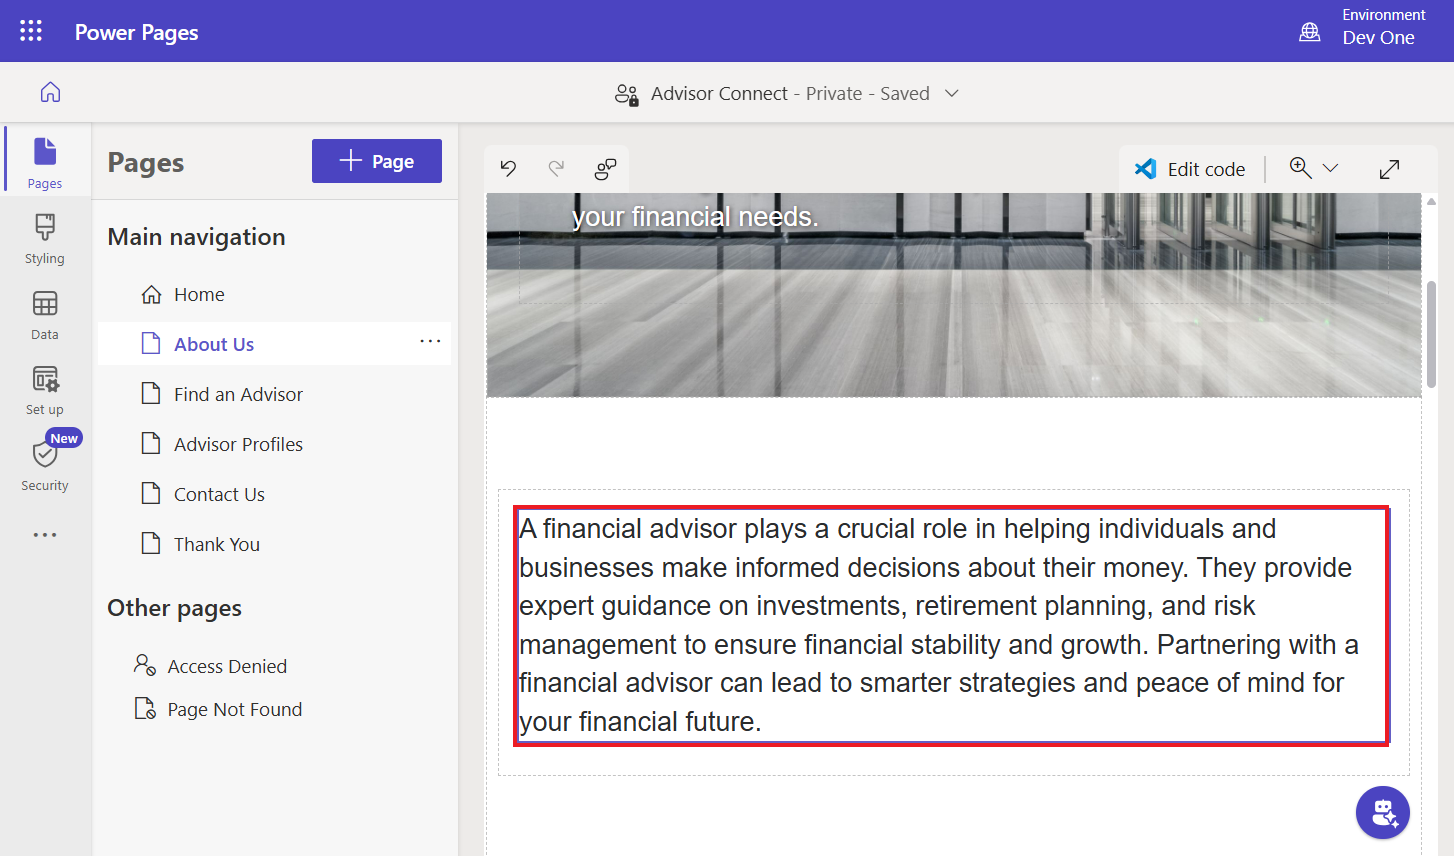 Power Pages
Environment
Dev One
Advisor Connect - Private - Saved
Pages
Styling
Data
Set up
New
Security
Pages
Page
Main navigation
Home
About Us
Find an Advisor
Advisor Profiles
Contact Us
Thank You
Other pages
Access Denied
Page Not Found
Edit code
your financial needs.
A financial advisor plays a crucial role in helping individuals and
businesses make informed decisions about their money. They provide
expert guidance on investments, retirement planning, and risk
management to ensure financial stability and growth. Partnering with a
financial advisor can lead to smarter strategies and peace of mind for
your financial future.